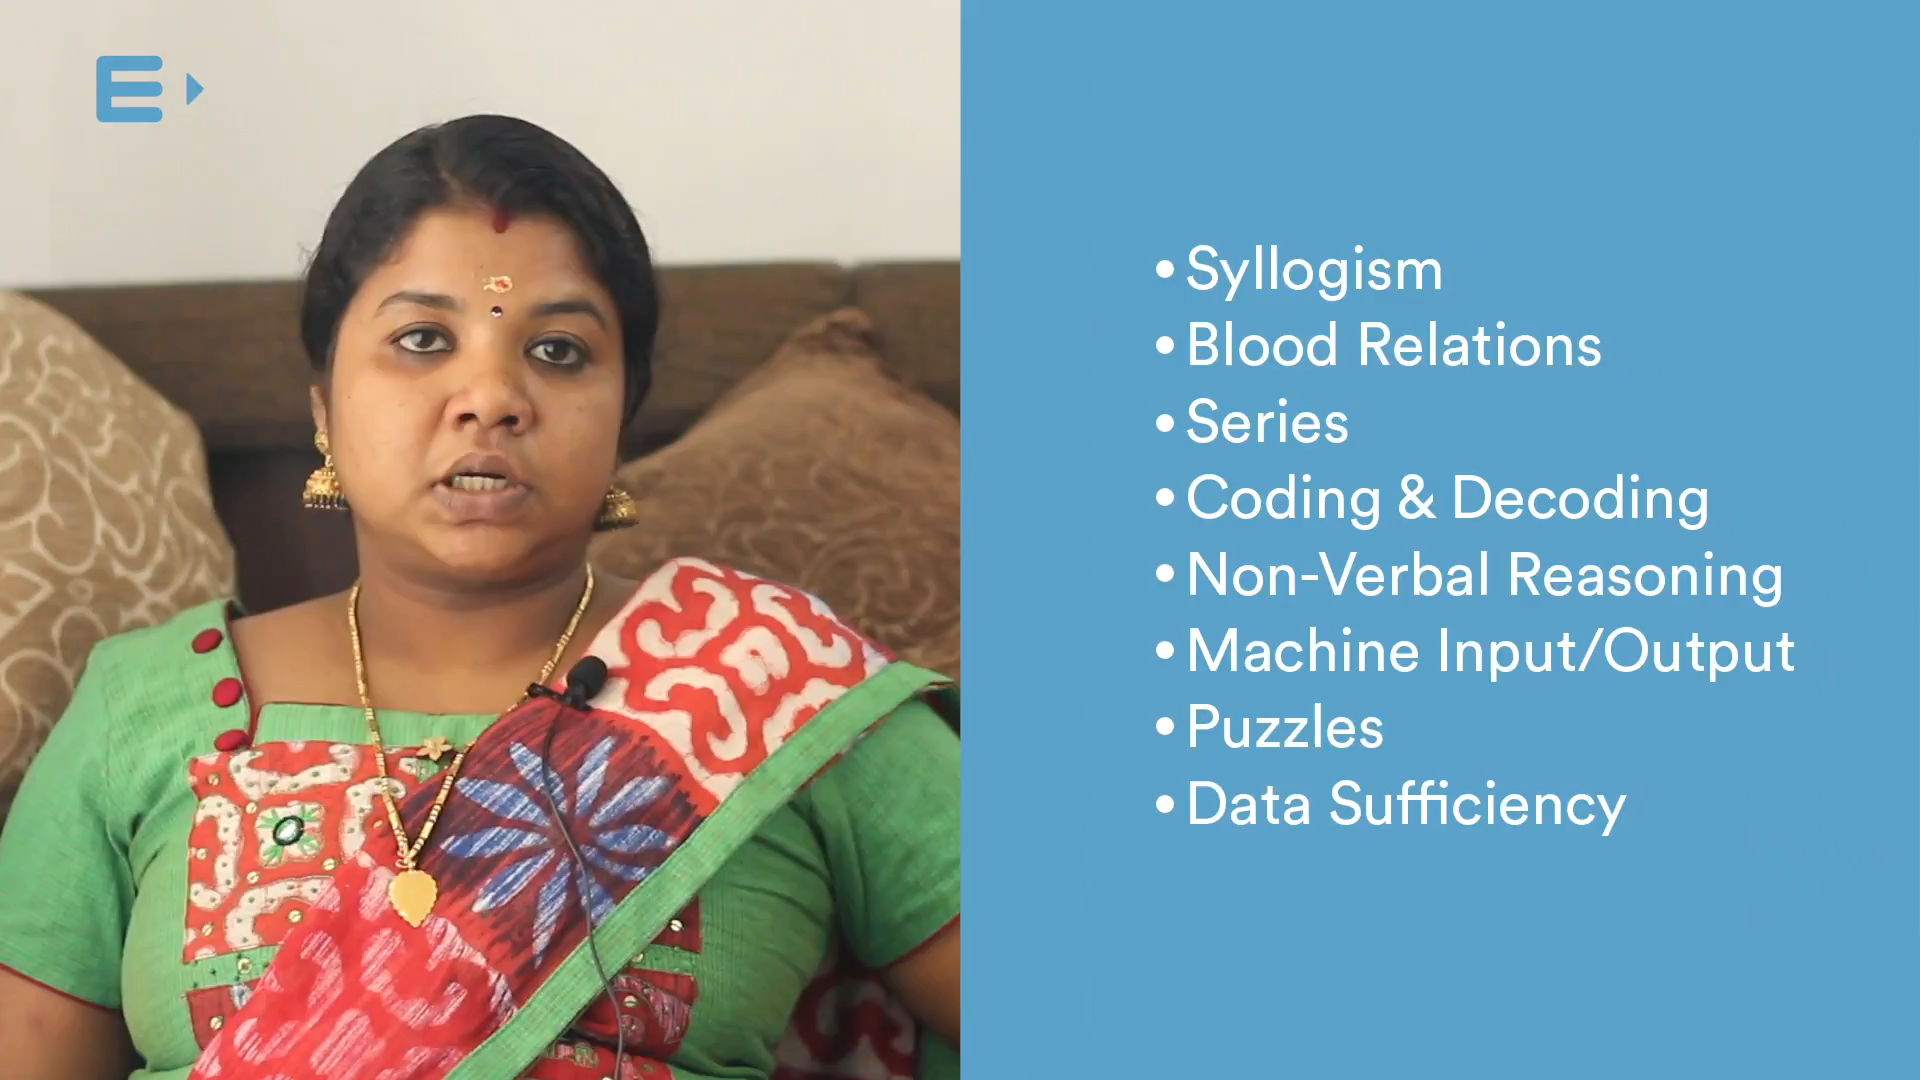 E
• Syllogism
• Blood Relations
• Series
• Coding & Decoding
• Non-Verbal Reasoning
• Machine Input/Output
• Puzzles
• Data Sufficiency